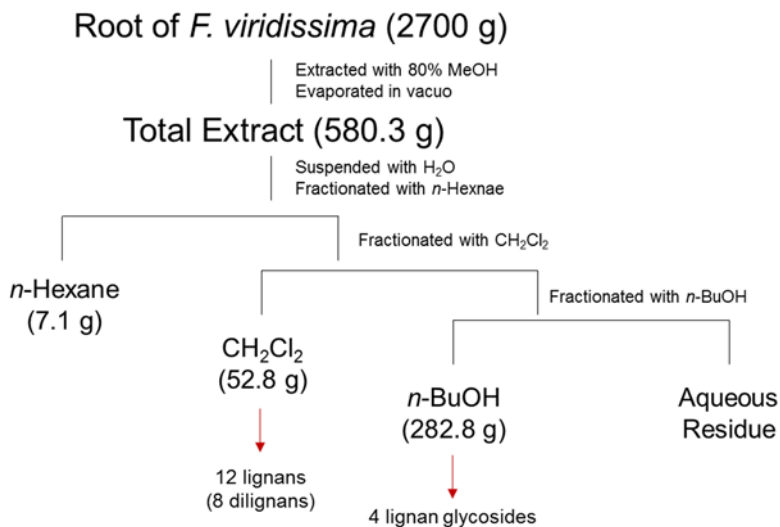 Root of F. viridissima (2700 g)
Extracted with 80% MeOH
Evaporated in vacuo
Total Extract (580.3 g)
Suspended with H₂O
Fractionated with n-Hexnae
Fractionated with CH₂Cl₂
n-Hexane
(7.1 g)
Fractionated with n-BuOH
CH₂Cl₂
(52.8 g)
n-BuOH
(282.8 g)
Aqueous
Residue
12 lignans
(8 dilignans)
4 lignan glycosides